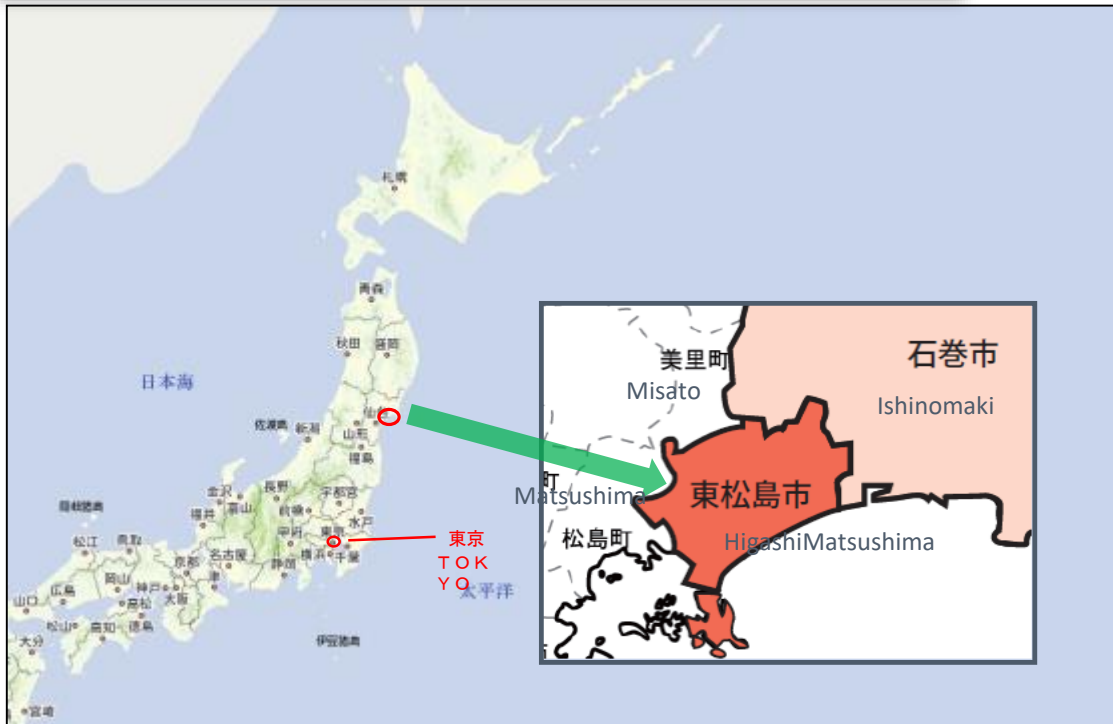 札幌
青森
秋田
盛岡
日本海
仙台
佐渡島
新潟
山形
福島
金沢
富山
長野
宇都宮
前橋
水戸
福井
甲府
東京
横浜
千葉
静岡
名古屋
津
京都
大阪
神戸
鳥取
松江
岡山
広島
山口
高松
徳島
松山
高知
大分
宮崎
隠岐諸島
伊豆諸島
太平洋
東京
TOK
YO
美里町
Misato
石巻市
Ishinomaki
町
Matsushima
東松島市
松島町
HigashiMatsushima